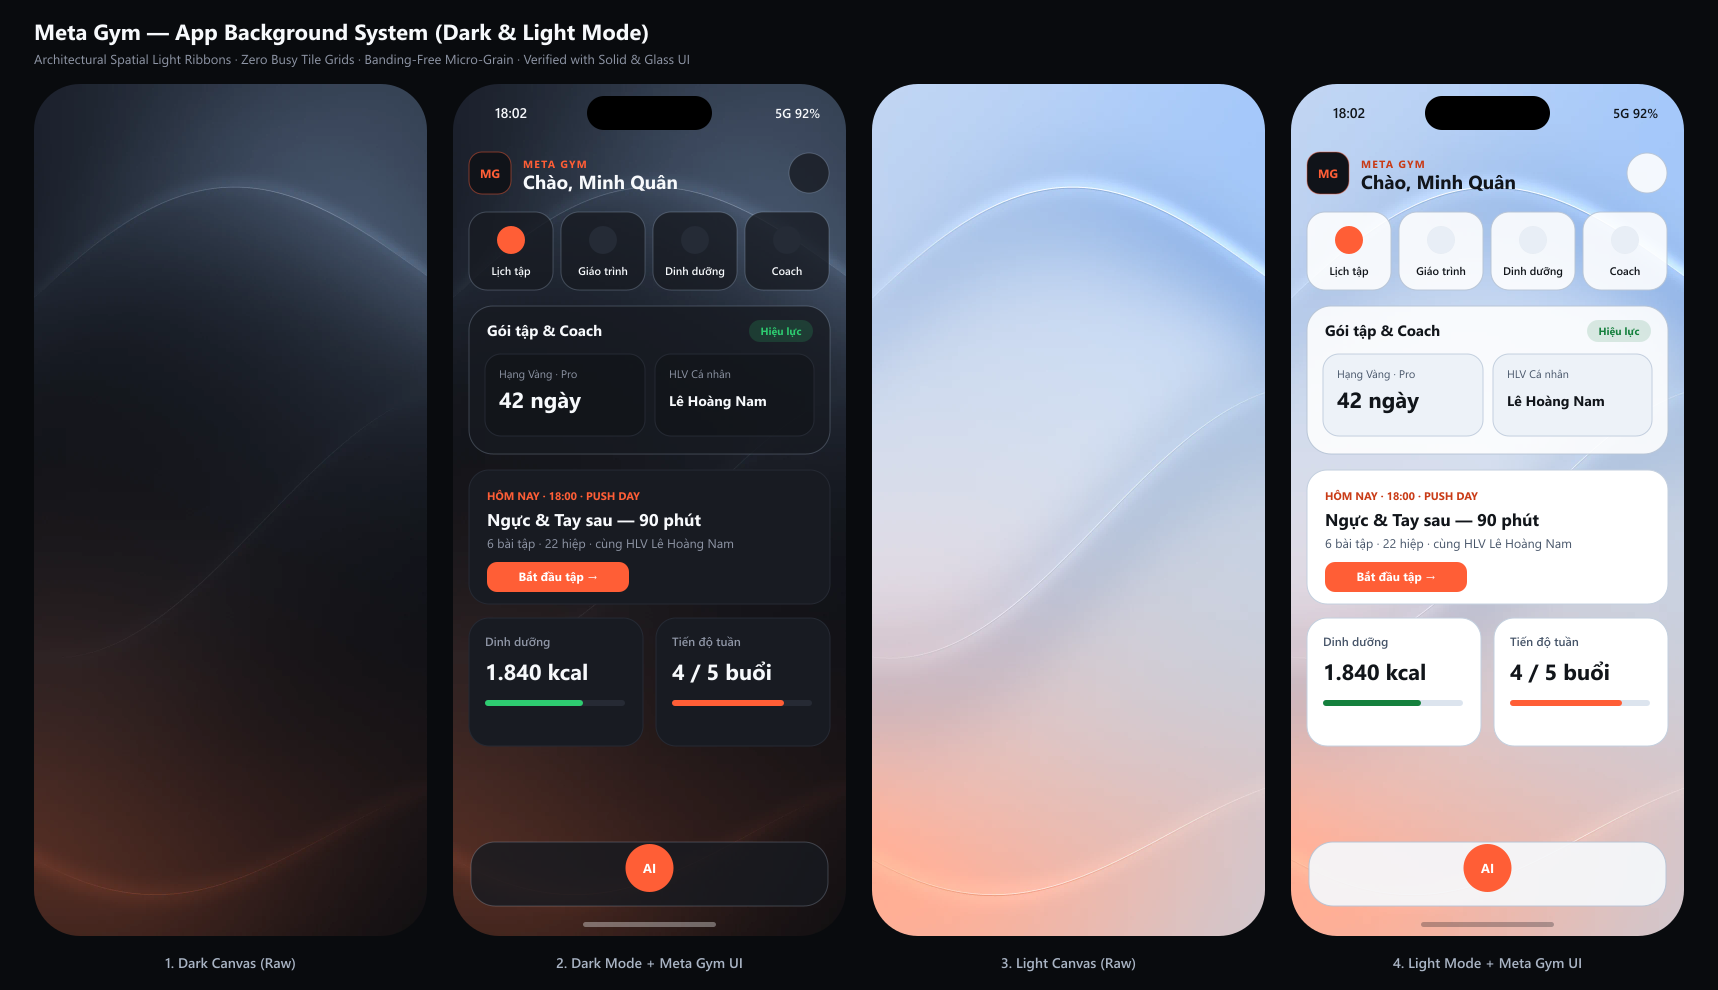 Meta Gym — App Background System (Dark & Light Mode)
Architectural Spatial Light Ribbons · Zero Busy Tile Grids · Banding-Free Micro-Grain · Verified with Solid & Glass UI
18:02
5G 92%
MG
META GYM
Chào, Minh Quân
Lịch tập
Giáo trình
Dinh dưỡng
Coach
Gói tập & Coach
Hiệu lực
Hạng Vàng · Pro
42 ngày
HLV Cá nhân
Lê Hoàng Nam
HÔM NAY · 18:00 · PUSH DAY
Ngực & Tay sau — 90 phút
6 bài tập · 22 hiệp · cùng HLV Lê Hoàng Nam
Bắt đầu tập →
Dinh dưỡng
1.840 kcal
Tiến độ tuần
4 / 5 buổi
AI
18:02
5G 92%
MG
META GYM
Chào, Minh Quân
Lịch tập
Giáo trình
Dinh dưỡng
Coach
Gói tập & Coach
Hiệu lực
Hạng Vàng · Pro
42 ngày
HLV Cá nhân
Lê Hoàng Nam
HÔM NAY · 18:00 · PUSH DAY
Ngực & Tay sau — 90 phút
6 bài tập · 22 hiệp · cùng HLV Lê Hoàng Nam
Bắt đầu tập →
Dinh dưỡng
1.840 kcal
Tiến độ tuần
4 / 5 buổi
AI
1. Dark Canvas (Raw)
2. Dark Mode + Meta Gym UI
3. Light Canvas (Raw)
4. Light Mode + Meta Gym UI